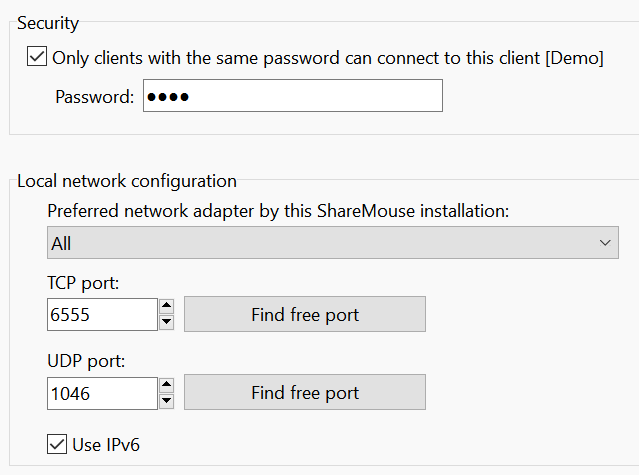 Security
Only clients with the same password can connect to this client [Demo]
Password: ●●●●
Local network configuration
Preferred network adapter by this ShareMouse installation:
All
TCP port:
6555 Find free port
UDP port:
1046 Find free port
Use IPv6